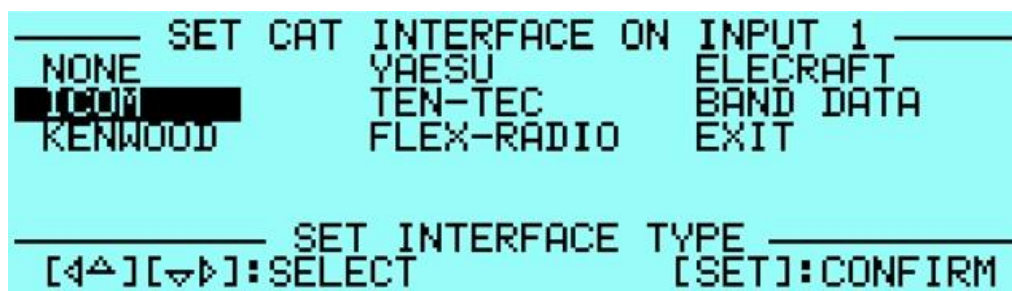 SET CAT INTERFACE ON INPUT 1
NONE YAESU ELECRAFT
ICOM TEN-TEC BAND DATA
KENWOOD FLEX-RADIO EXIT
SET INTERFACE TYPE
[◁△][▽▷]:SELECT [SET]:CONFIRM